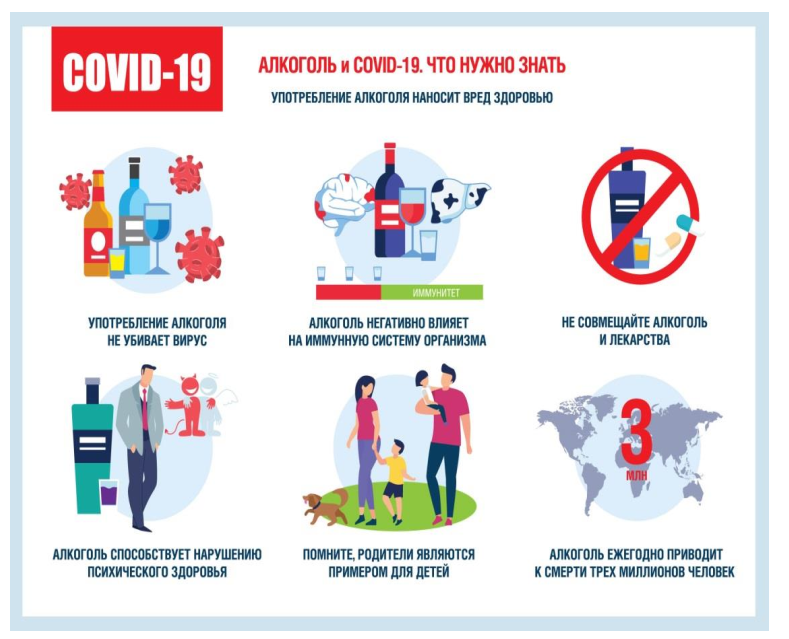 COVID-19
АЛКОГОЛЬ и COVID-19. ЧТО НУЖНО ЗНАТЬ
УПОТРЕБЛЕНИЕ АЛКОГОЛЯ НАНОСИТ ВРЕД ЗДОРОВЬЮ
ИММУНИТЕТ
УПОТРЕБЛЕНИЕ АЛКОГОЛЯ
НЕ УБИВАЕТ ВИРУС
АЛКОГОЛЬ НЕГАТИВНО ВЛИЯЕТ
НА ИММУННУЮ СИСТЕМУ ОРГАНИЗМА
НЕ СОВМЕЩАЙТЕ АЛКОГОЛЬ
И ЛЕКАРСТВА
3
МЛН
АЛКОГОЛЬ СПОСОБСТВУЕТ НАРУШЕНИЮ
ПСИХИЧЕСКОГО ЗДОРОВЬЯ
ПОМНИТЕ, РОДИТЕЛИ ЯВЛЯЮТСЯ
ПРИМЕРОМ ДЛЯ ДЕТЕЙ
АЛКОГОЛЬ ЕЖЕГОДНО ПРИВОДИТ
К СМЕРТИ ТРЕХ МИЛЛИОНОВ ЧЕЛОВЕК